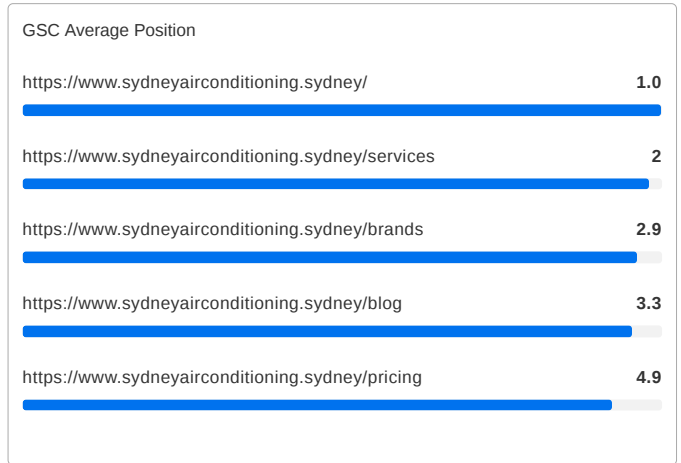 GSC Average Position
https://www.sydneyairconditioning.sydney/ 1.0
https://www.sydneyairconditioning.sydney/services 2
https://www.sydneyairconditioning.sydney/brands 2.9
https://www.sydneyairconditioning.sydney/blog 3.3
https://www.sydneyairconditioning.sydney/pricing 4.9